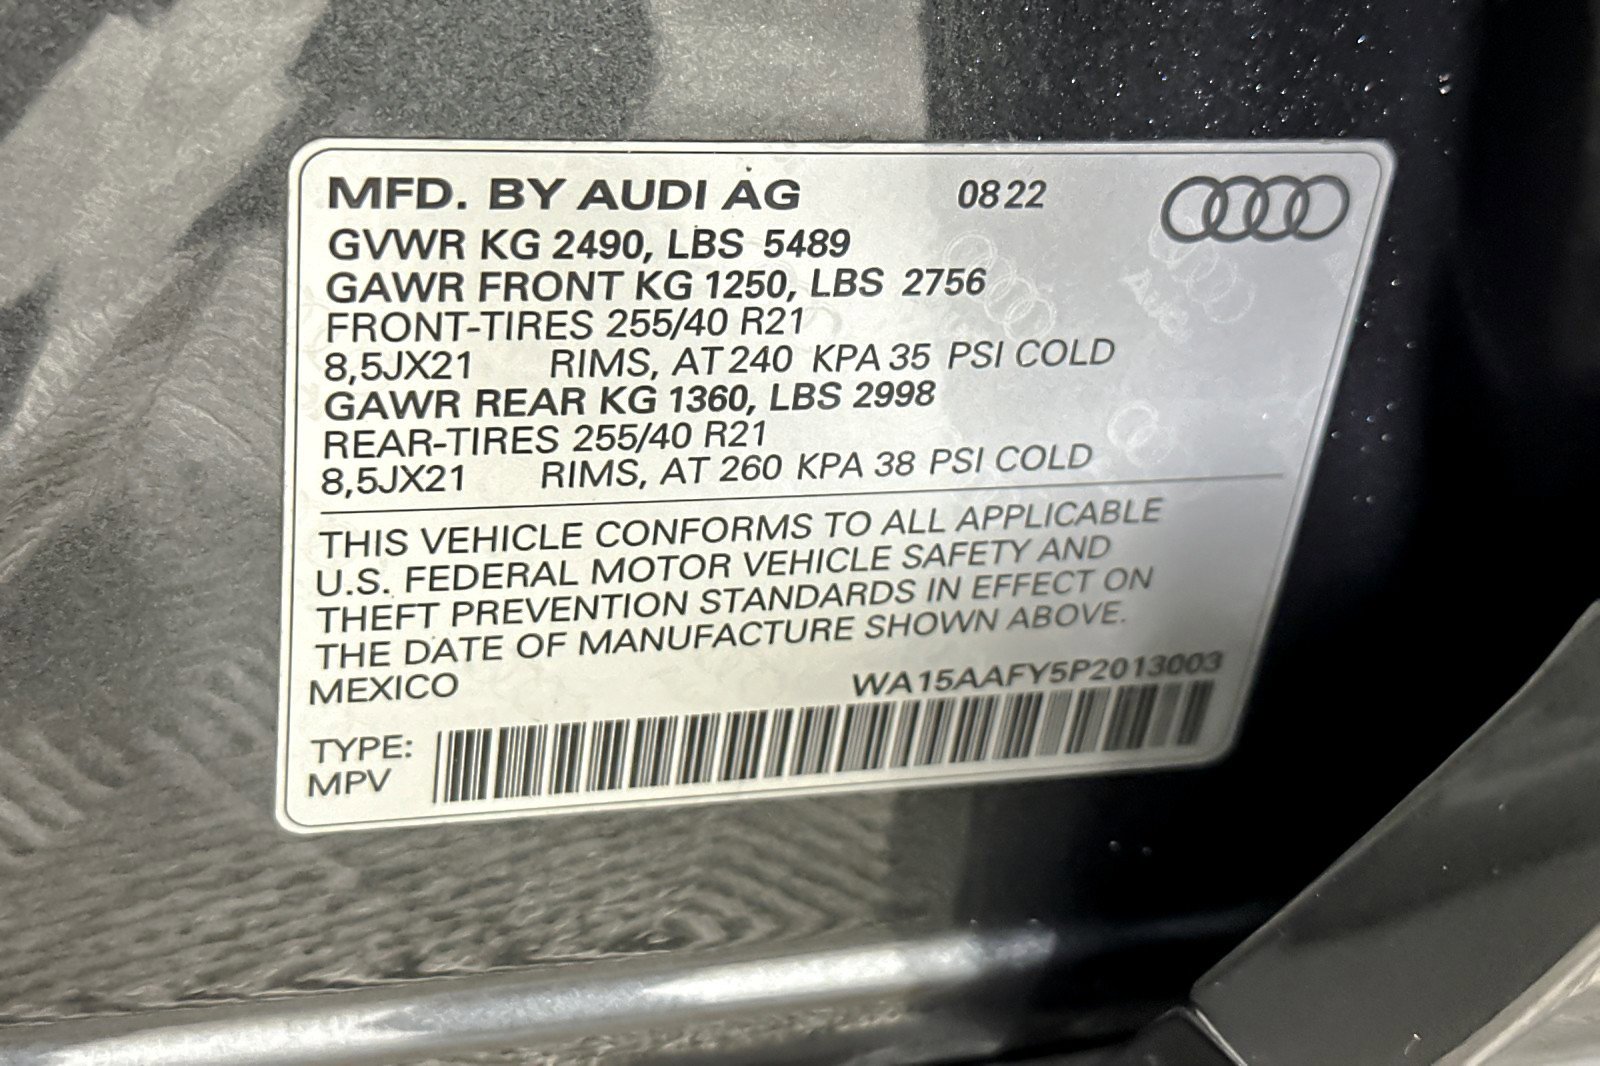 MFD. BY AUDI AG 0822
GVWR KG 2490, LBS 5489
GAWR FRONT KG 1250, LBS 2756
FRONT-TIRES 255/40 R21
8,5JX21 RIMS, AT 240 KPA 35 PSI COLD
GAWR REAR KG 1360, LBS 2998
REAR-TIRES 255/40 R21
8,5JX21 RIMS, AT 260 KPA 38 PSI COLD
THIS VEHICLE CONFORMS TO ALL APPLICABLE
U.S. FEDERAL MOTOR VEHICLE SAFETY AND
THEFT PREVENTION STANDARDS IN EFFECT ON
THE DATE OF MANUFACTURE SHOWN ABOVE.
MEXICO WA15AAFY5P2013003
TYPE:
MPV